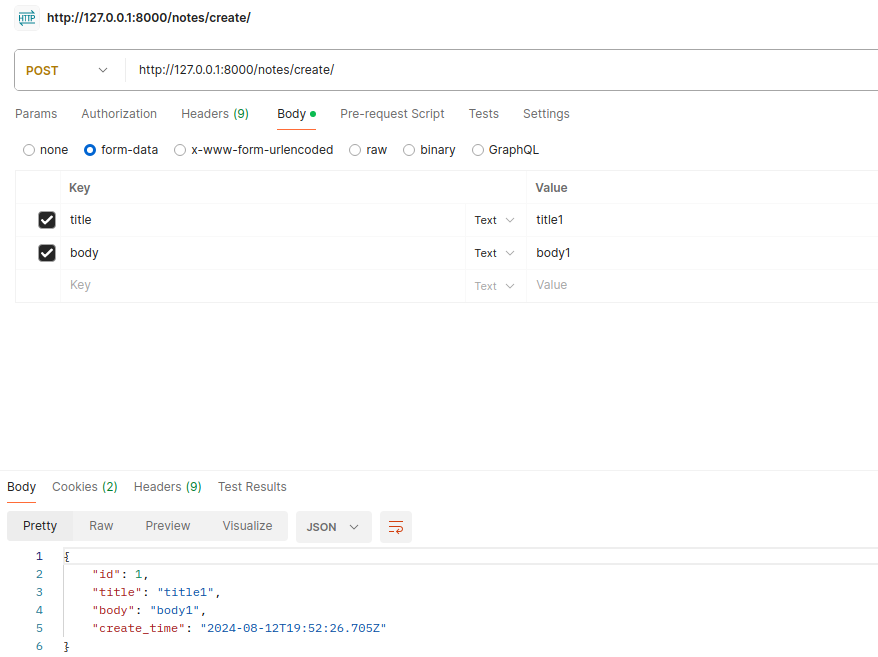 HTTP http://127.0.0.1:8000/notes/create/
POST http://127.0.0.1:8000/notes/create/
Params Authorization Headers (9) Body Pre-request Script Tests Settings
none form-data x-www-form-urlencoded raw binary GraphQL
Key Value
title Text title1
body Text body1
Key Text Value
Body Cookies (2) Headers (9) Test Results
Pretty Raw Preview Visualize JSON
1 {
2 "id": 1,
3 "title": "title1",
4 "body": "body1",
5 "create_time": "2024-08-12T19:52:26.705Z"
6 }